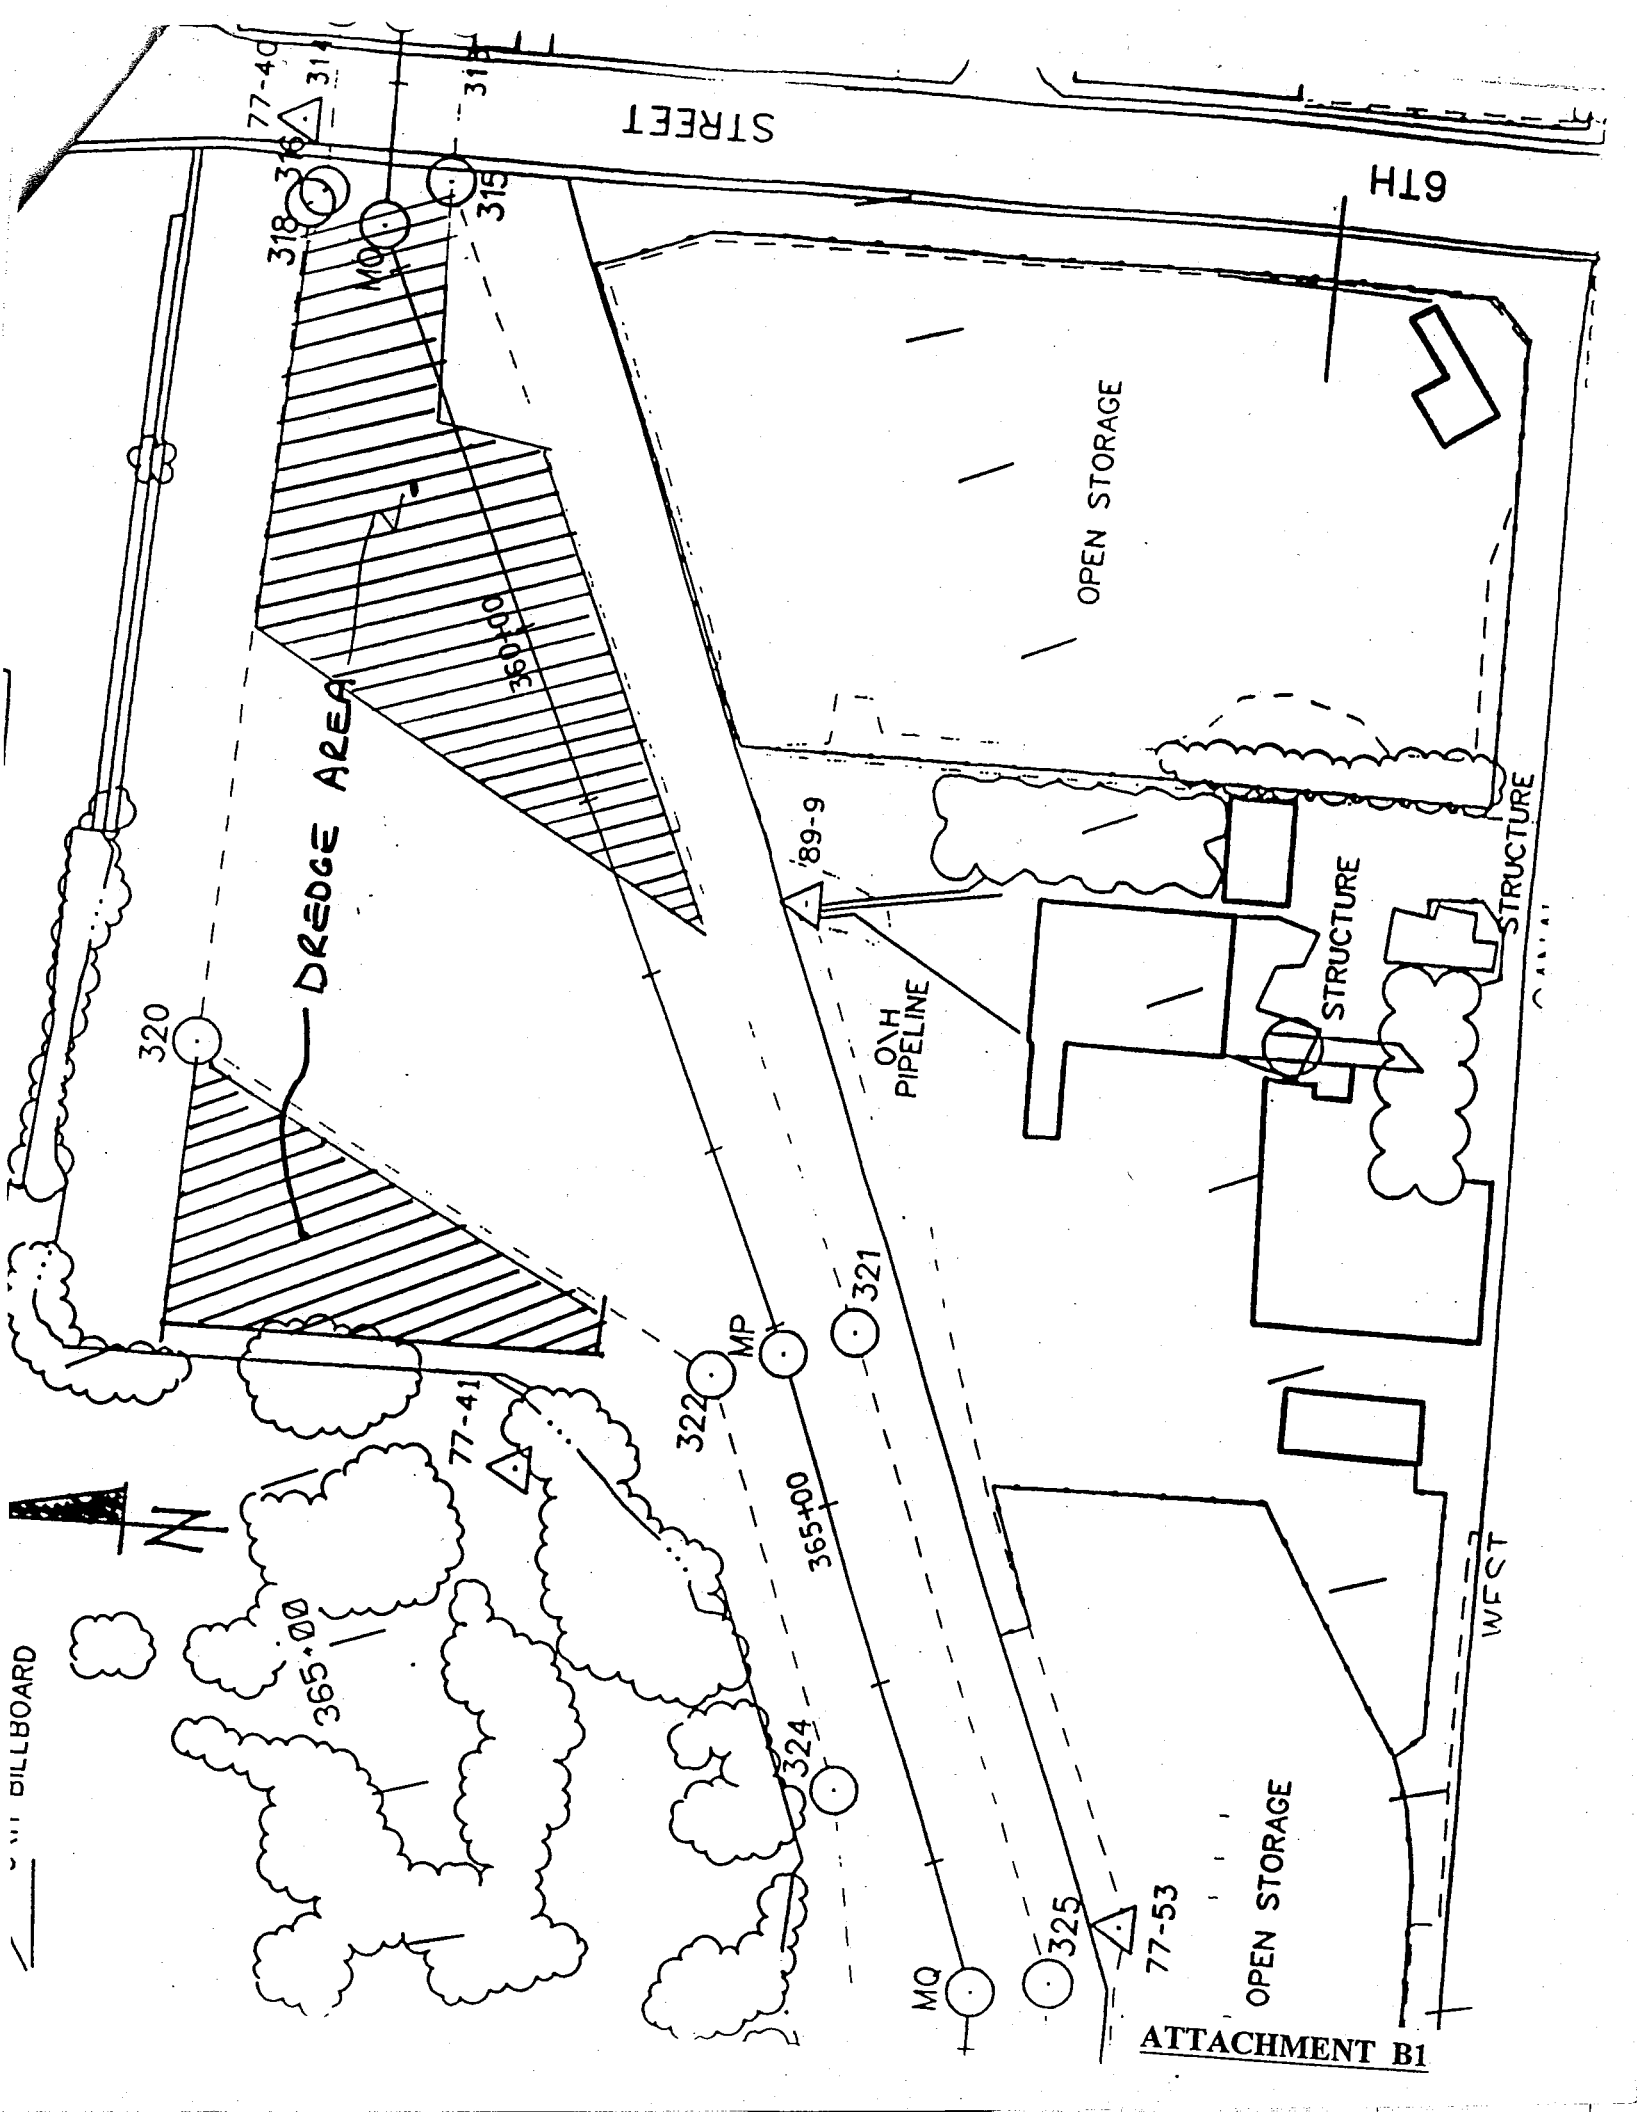 77-40
314
313
STREET
316
318
MO
315
6TH
OPEN STORAGE
360+00
DREDGE AREA
'89-9
STRUCTURE
STRUCTURE
320
O\H
PIPELINE
321
MP
322
77-41
365+00
365+00
WEST
BILLBOARD
324
OPEN STORAGE
325
77-53
MQ
N
ATTACHMENT B1